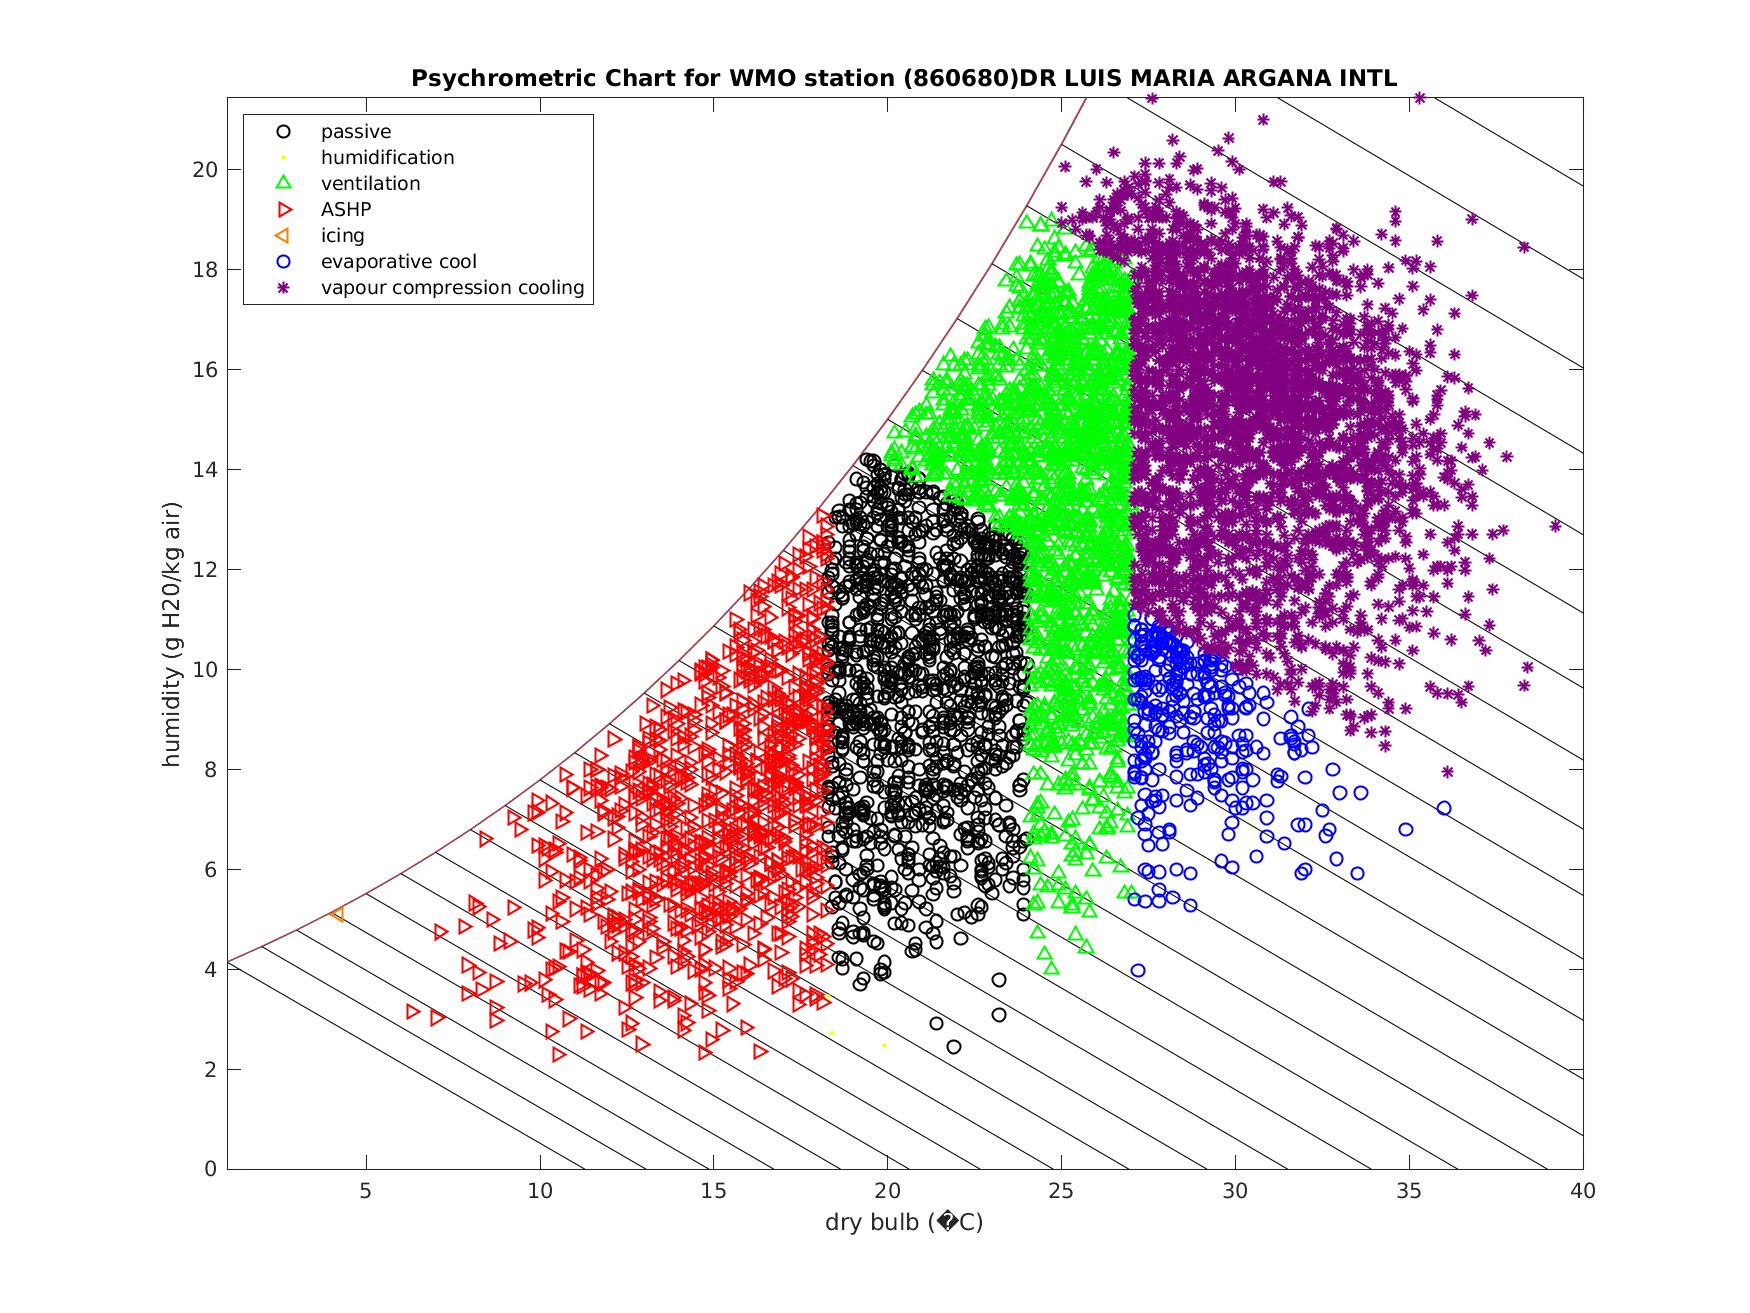 Psychrometric Chart for WMO station (860680)DR LUIS MARIA ARGANA INTL
passive
humidification
ventilation
ASHP
icing
evaporative cool
vapour compression cooling
20
18
16
14
12
10
8
6
4
2
0
humidity (g H20/kg air)
5
10
15
20
25
30
35
40
dry bulb (�C)